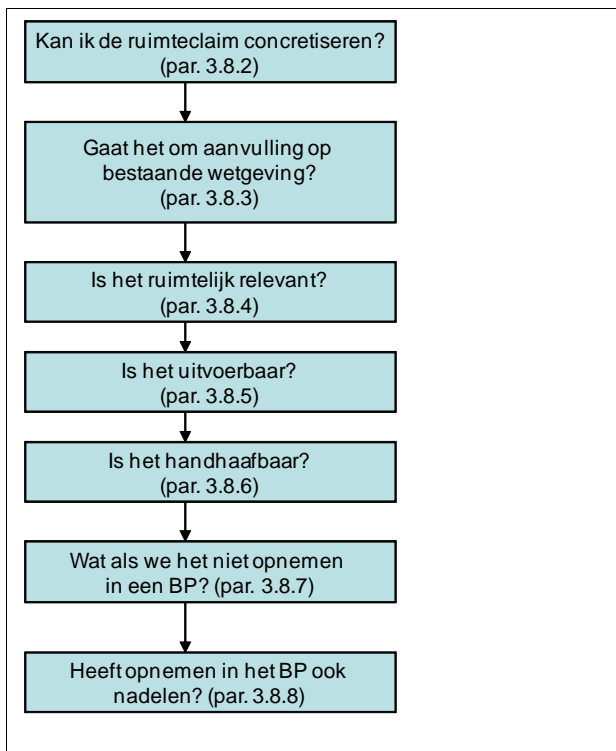 Kan ik de ruimteclaim concretiseren?
(par. 3.8.2)
Gaat het om aanvulling op
bestaande wetgeving?
(par. 3.8.3)
Is het ruimtelijk relevant?
(par. 3.8.4)
Is het uitvoerbaar?
(par. 3.8.5)
Is het handhaafbaar?
(par. 3.8.6)
Wat als we het niet opnemen
in een BP? (par. 3.8.7)
Heeft opnemen in het BP ook
nadelen? (par. 3.8.8)